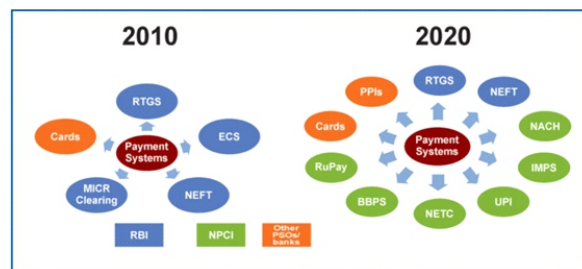 2010
RTGS
Cards
Payment
Systems
ECS
MICR
Clearing
NEFT
RBI
NPCI
Other
PSOs/
banks
2020
PPIs
RTGS
NEFT
Cards
Payment
Systems
NACH
RuPay
IMPS
BBPS
NETC
UPI